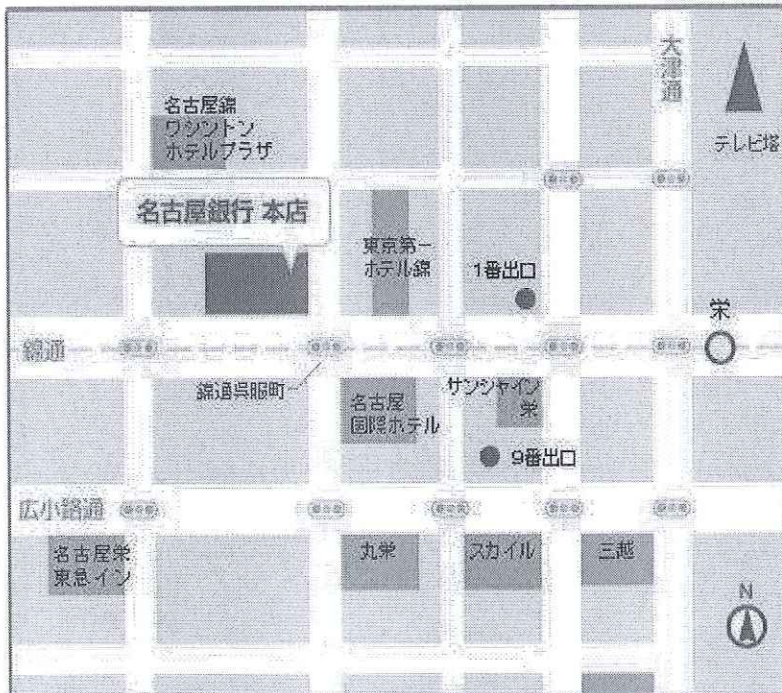 大津通
テレビ塔
名古屋錦
ワシントン
ホテルプラザ
名古屋銀行 本店
東京第一
ホテル錦
1番出口
栄
錦通
錦通呉服町
名古屋
国際ホテル
サンシャイン
栄
9番出口
広小路通
名古屋栄
東急イン
丸栄
スカイル
三越
N